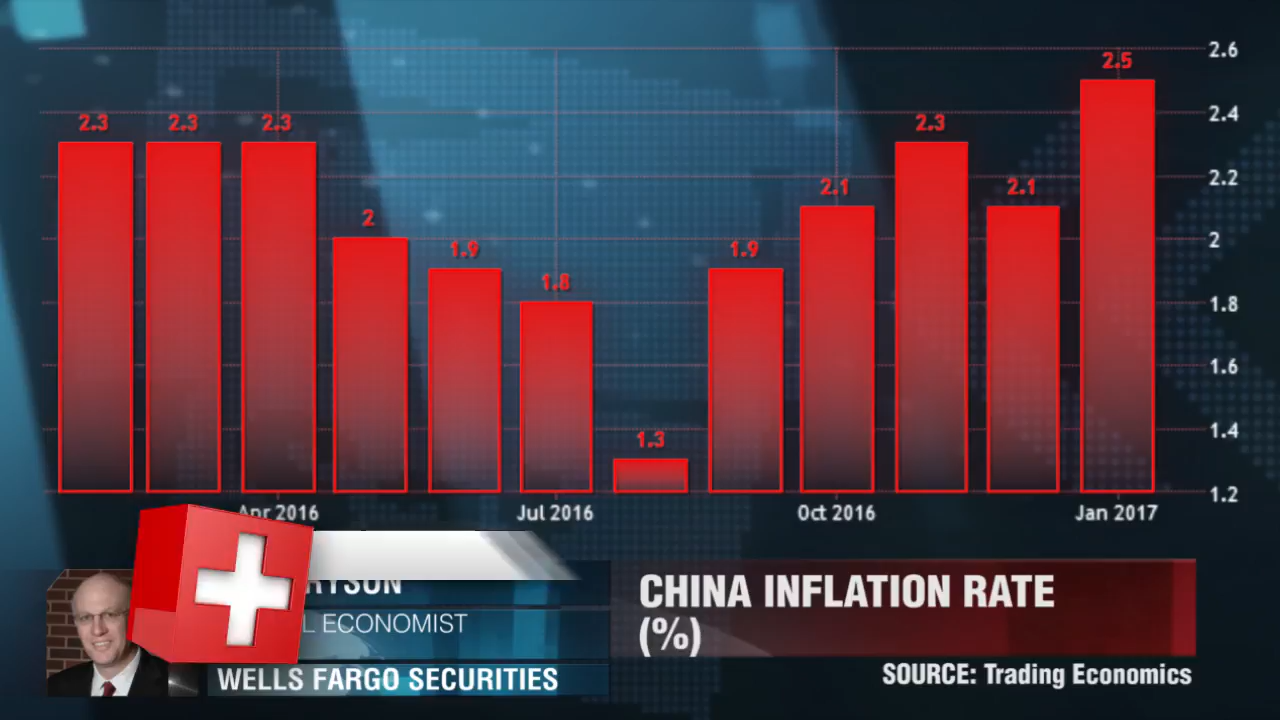 2.6
2.5
2.3 2.3 2.3 2.3 2.4
2.1 2.1 2.2
2 1.9 1.9 2
1.8 1.8
1.6
1.3 1.4
1.2
Apr 2016 Jul 2016 Oct 2016 Jan 2017
CHINA INFLATION RATE
(%)
ECONOMIST
WELLS FARGO SECURITIES
SOURCE: Trading Economics